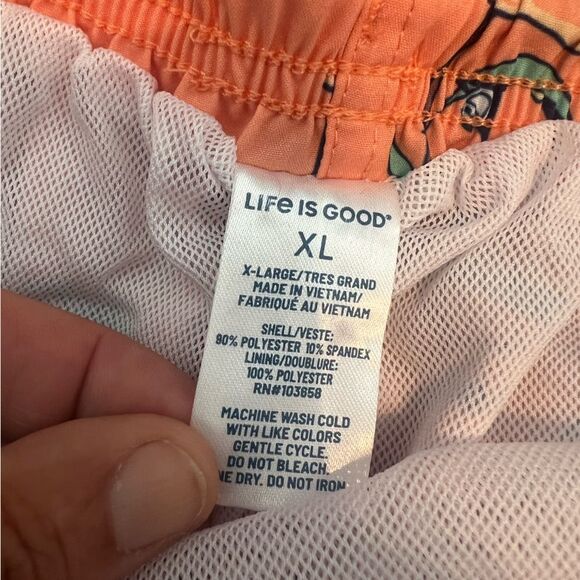 LIFE IS GOOD®
XL
X-LARGE/TRES GRAND
MADE IN VIETNAM/
FABRIQUÉ AU VIETNAM
SHELL/VESTE:
80% POLYESTER 10% SPANDEX
LINING/DOUBLURE:
100% POLYESTER
RN#103658
MACHINE WASH COLD
WITH LIKE COLORS
GENTLE CYCLE.
DO NOT BLEACH.
NE DRY. DO NOT IRON.